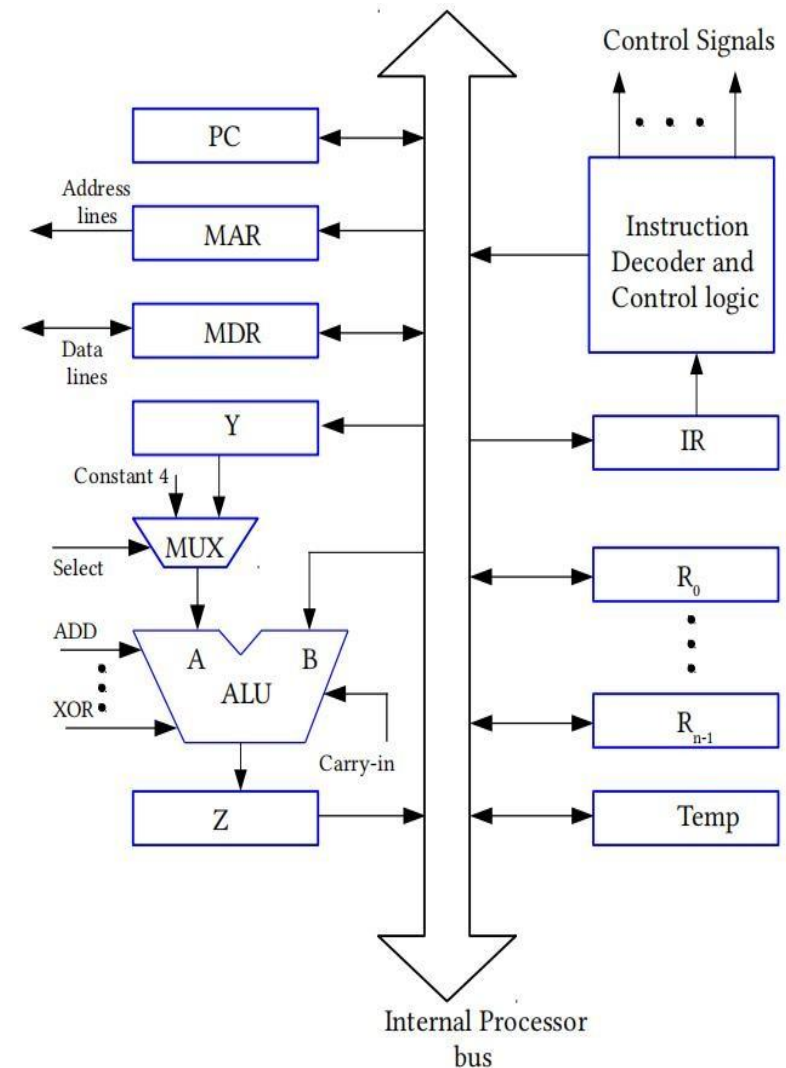 Control Signals
PC
Address
lines
MAR
Instruction
Decoder and
Control logic
MDR
Data
lines
Y
IR
Constant 4
MUX
Select
R0
ADD
A
B
ALU
XOR
Rn-1
Carry-in
Z
Temp
Internal Processor
bus